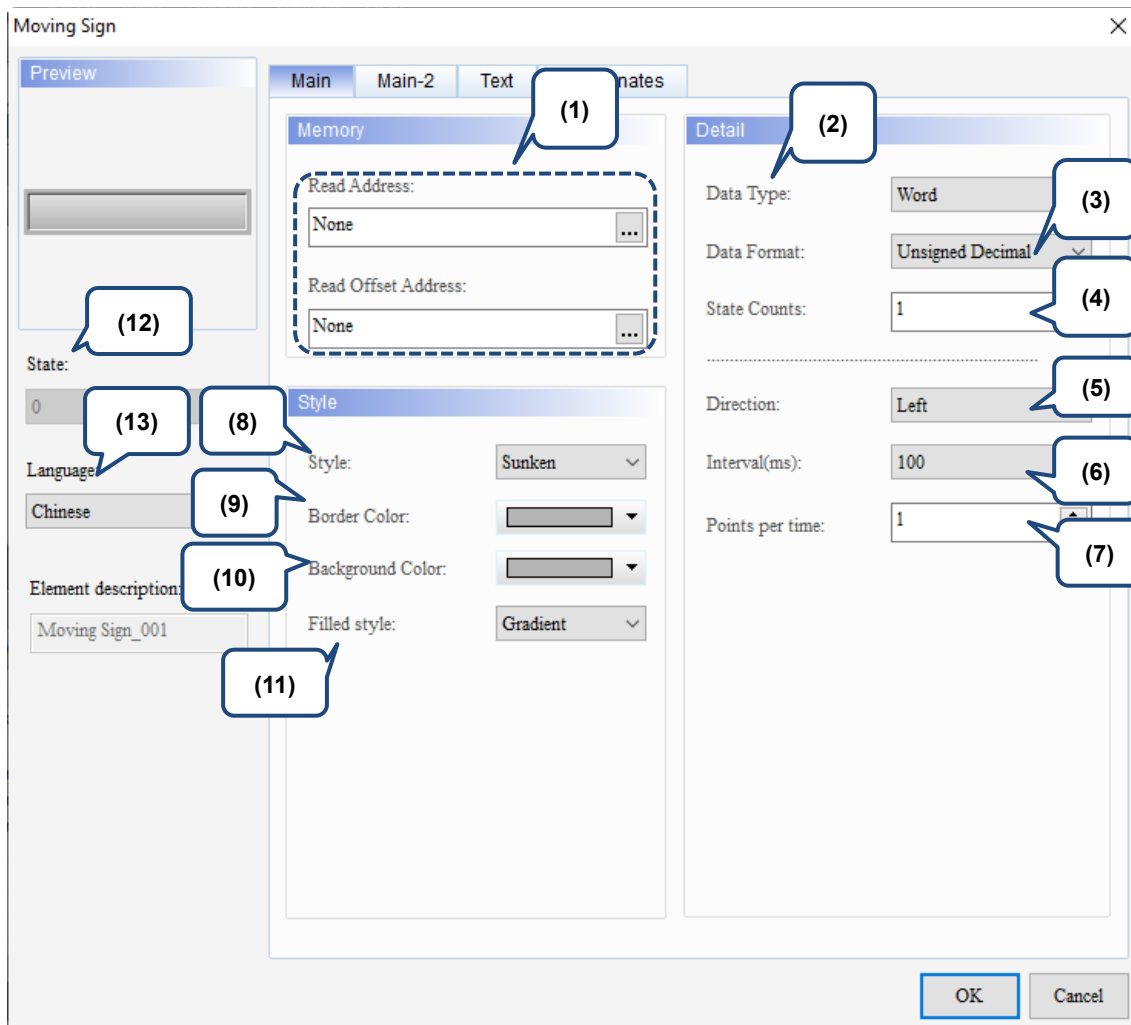 Moving Sign
Preview
Main
Main-2
Text
nates
(1)
Memory
Read Address:
None
...
Read Offset Address:
None
...
Detail
(2)
Data Type:
Word
(3)
Data Format:
Unsigned Decimal
State Counts:
1
(4)
Direction:
Left
(5)
Interval(ms):
100
(6)
Points per time:
1
(7)
(12)
State:
0
(13)
Language
Chinese
Element description:
Moving Sign_001
Style
(8)
Style:
Sunken
(9)
Border Color:
(10)
Background Color:
Filled style:
Gradient
(11)
OK
Cancel